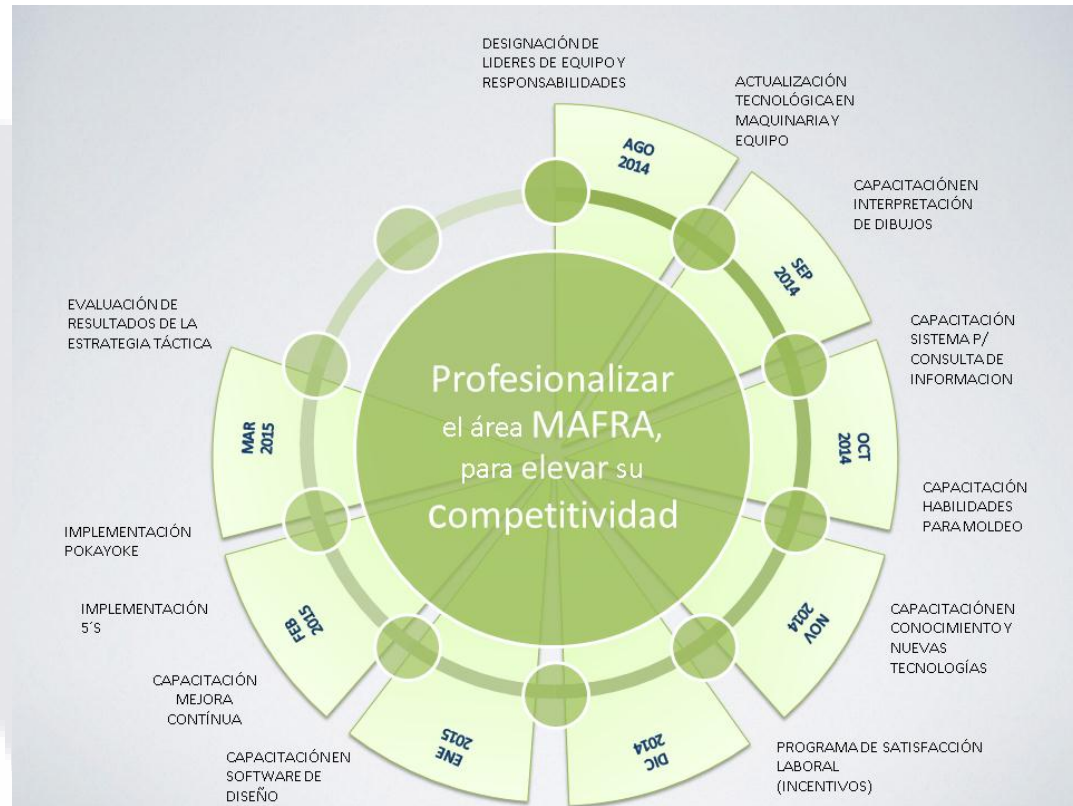 DESIGNACIÓN DE
LIDERES DE EQUIPO Y
RESPONSABILIDADES
ACTUALIZACIÓN
TECNOLÓGICA EN
MAQUINARIA Y
EQUIPO
CAPACITACIÓN EN
INTERPRETACIÓN
DE DIBUJOS
CAPACITACIÓN
SISTEMA P/
CONSULTA DE
INFORMACION
CAPACITACIÓN
HABILIDADES
PARA MOLDEO
CAPACITACIÓN EN
CONOCIMIENTO Y
NUEVAS
TECNOLOGÍAS
PROGRAMA DE SATISFACCIÓN
LABORAL
(INCENTIVOS)
CAPACITACIÓN EN
SOFTWARE DE
DISEÑO
CAPACITACIÓN
MEJORA
CONTÍNUA
IMPLEMENTACIÓN
5´S
IMPLEMENTACIÓN
POKAYOKE
EVALUACIÓN DE
RESULTADOS DE LA
ESTRATEGIA TÁCTICA
AGO
2014
SEP
2014
OCT
2014
NOV
2014
DIC
2014
ENE
2015
FEB
2015
MAR
2015
Profesionalizar
el área MAFRA,
para elevar su
competitividad